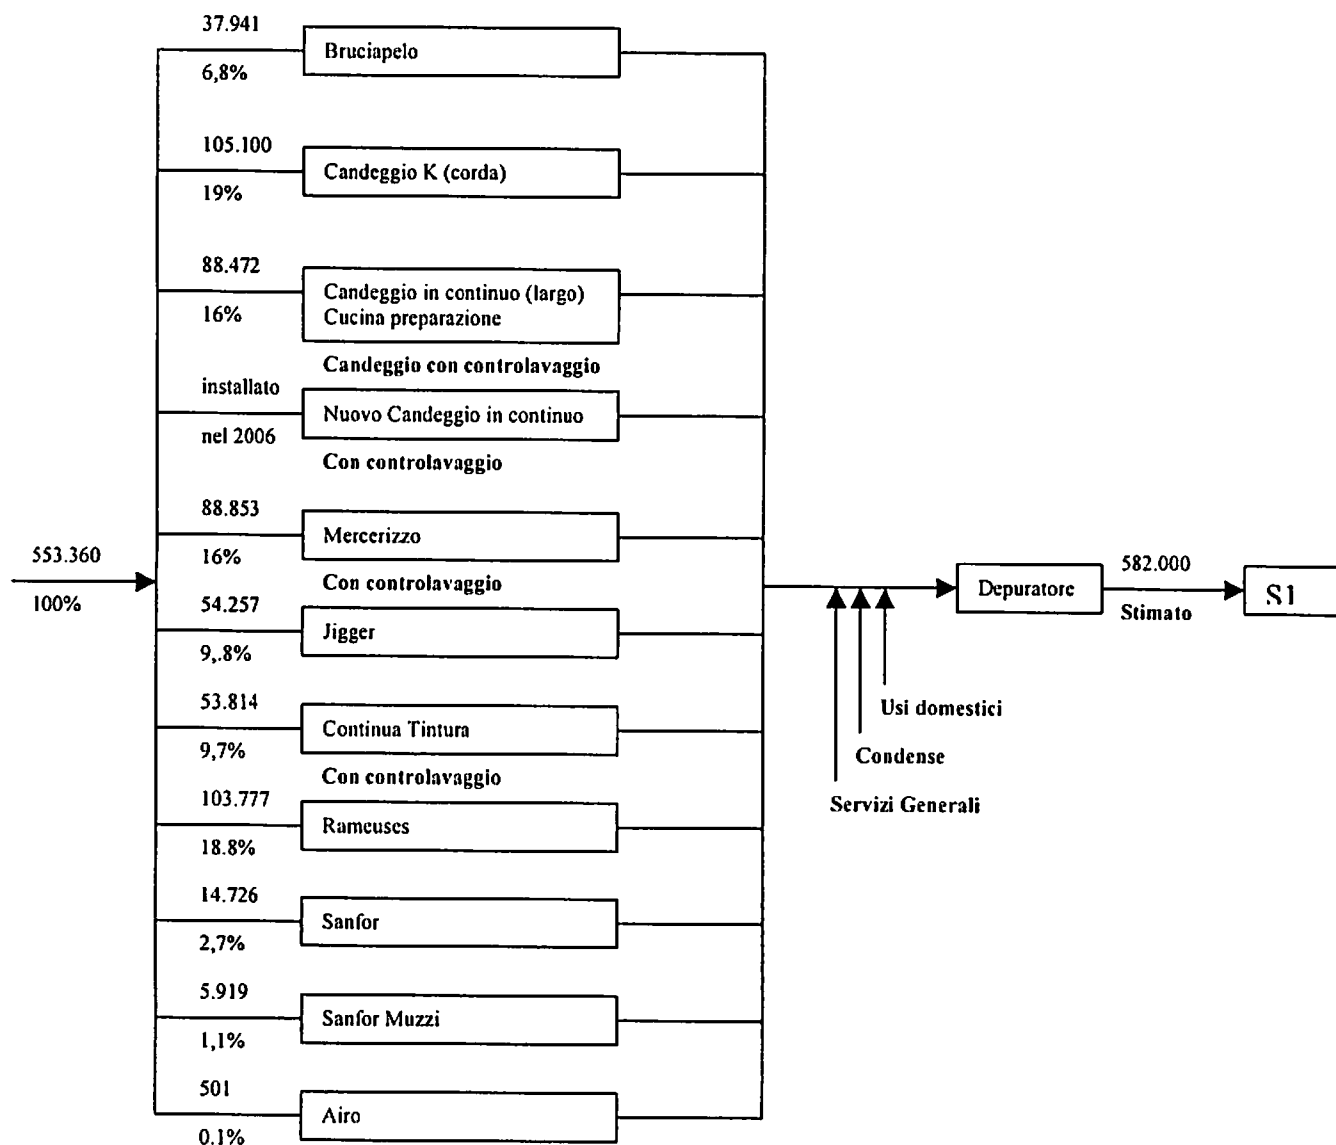 37.941
Bruciapelo
6,8%
105.100
Candeggio K (corda)
19%
88.472
Candeggio in continuo (largo)
Cucina preparazione
16%
Candeggio con controlavaggio
installato
Nuovo Candeggio in continuo
nel 2006
Con controlavaggio
88.853
Mercerizzo
16%
Con controlavaggio
553.360
100%
54.257
Jigger
9,.8%
53.814
Continua Tintura
9,7%
Con controlavaggio
103.777
Rameuses
18.8%
14.726
Sanfor
2,7%
5.919
Sanfor Muzzi
1,1%
501
Airo
0.1%
Usi domestici
Condense
Servizi Generali
Depuratore
582.000
Stimato
S1